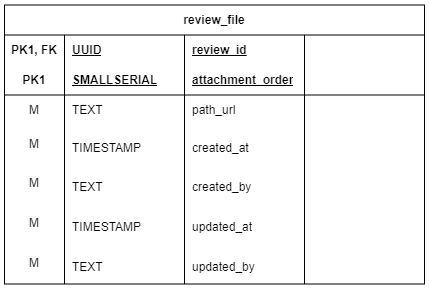 review_file
PK1, FK UUID review_id
PK1 SMALLSERIAL attachment_order
M TEXT path_url
M TIMESTAMP created_at
M TEXT created_by
M TIMESTAMP updated_at
M TEXT updated_by